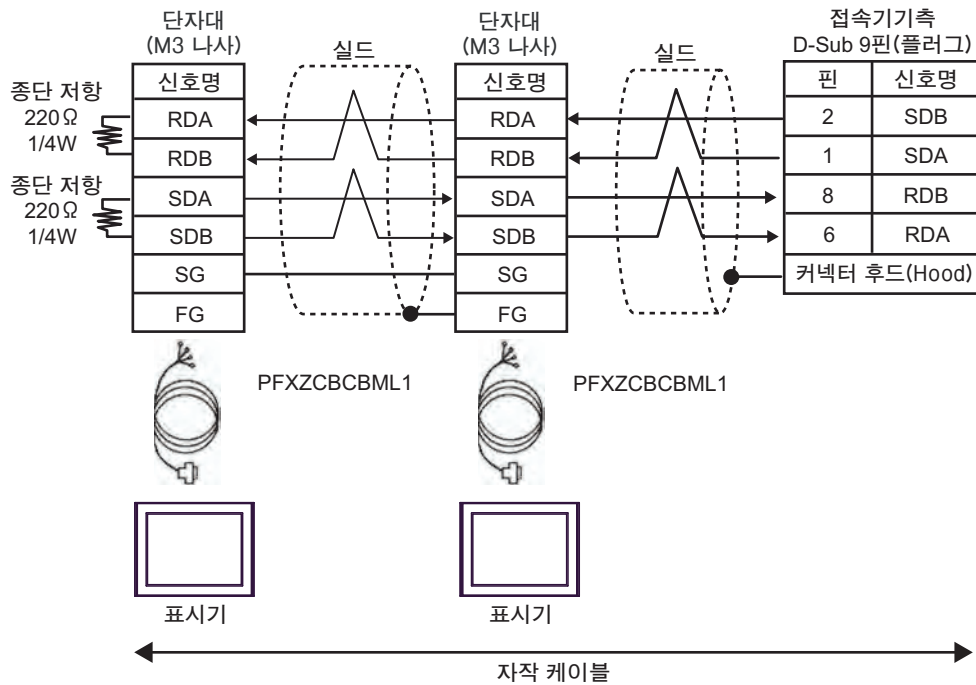 단자대
(M3 나사)
실드
단자대
(M3 나사)
실드
접속기기측
D-Sub 9핀(플러그)
종단 저항
220Ω
1/4W
종단 저항
220Ω
1/4W
신호명
RDA
RDB
SDA
SDB
SG
FG
신호명
RDA
RDB
SDA
SDB
SG
FG
핀 신호명
2 SDB
1 SDA
8 RDB
6 RDA
커넥터 후드(Hood)
PFXZCBCBML1
PFXZCBCBML1
표시기
표시기
자작 케이블